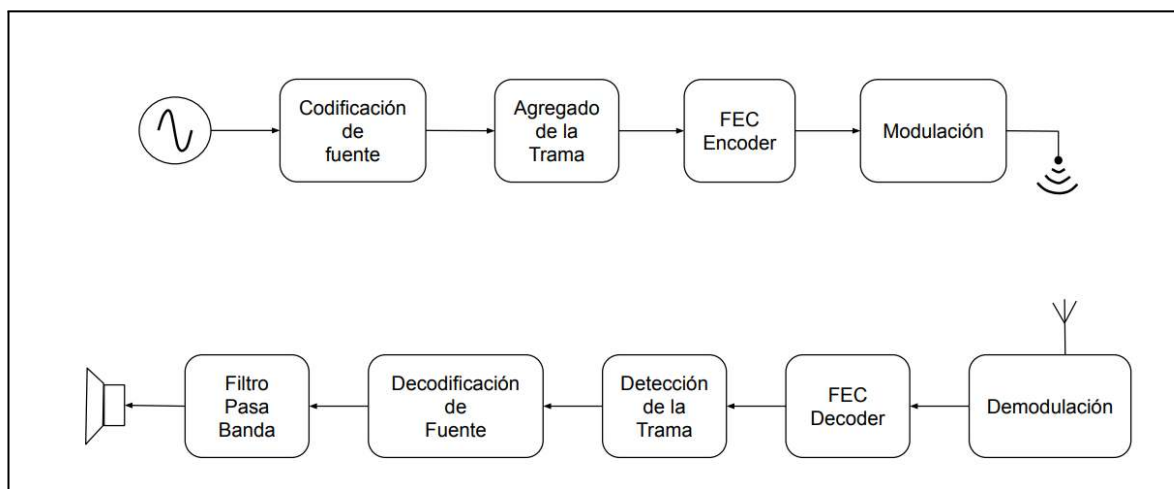 Codificación
de
fuente
Agregado
de la
Trama
FEC
Encoder
Modulación
Filtro
Pasa
Banda
Decodificación
de
Fuente
Detección
de la
Trama
FEC
Decoder
Demodulación